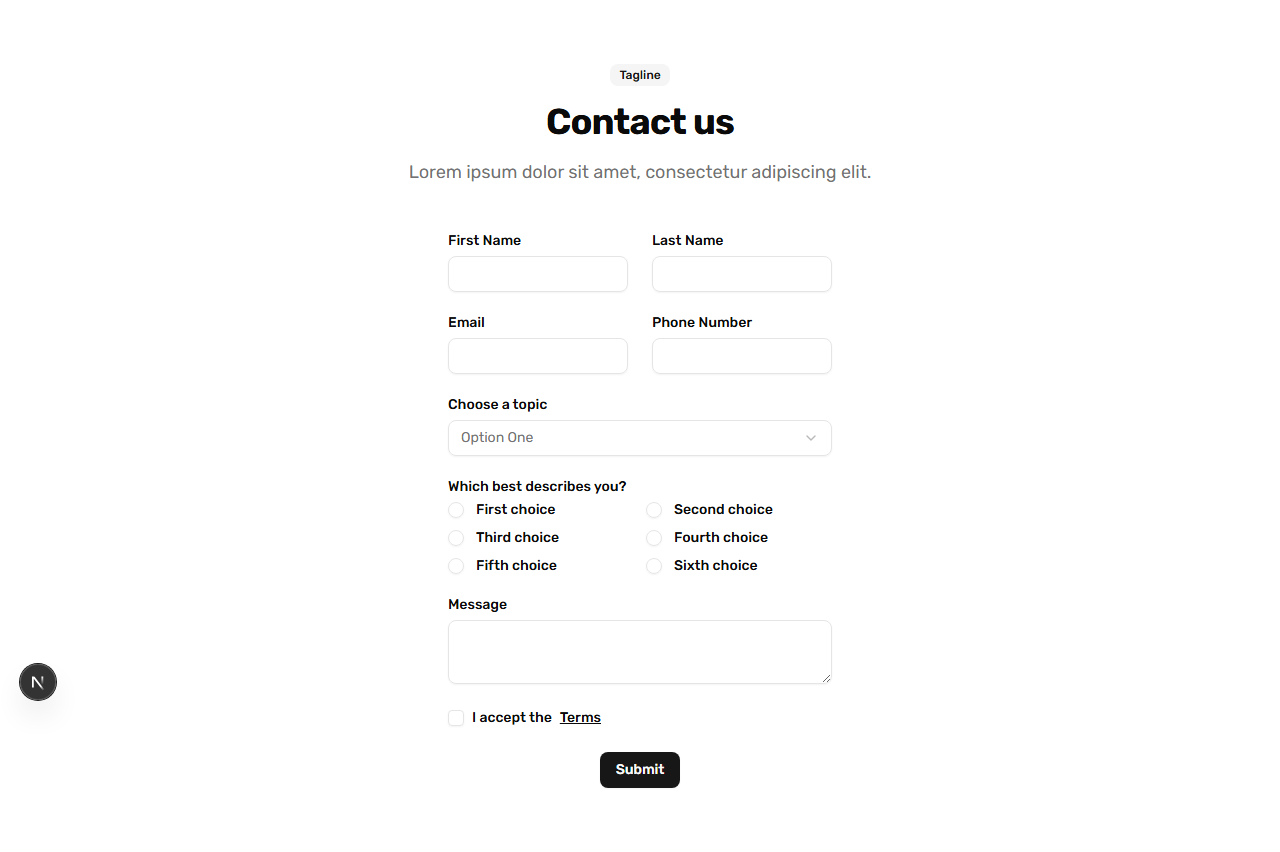 Tagline
Contact us
Lorem ipsum dolor sit amet, consectetur adipiscing elit.
First Name Last Name
Email Phone Number
Choose a topic
Option One
Which best describes you?
First choice Second choice
Third choice Fourth choice
Fifth choice Sixth choice
Message
N
I accept the Terms
Submit